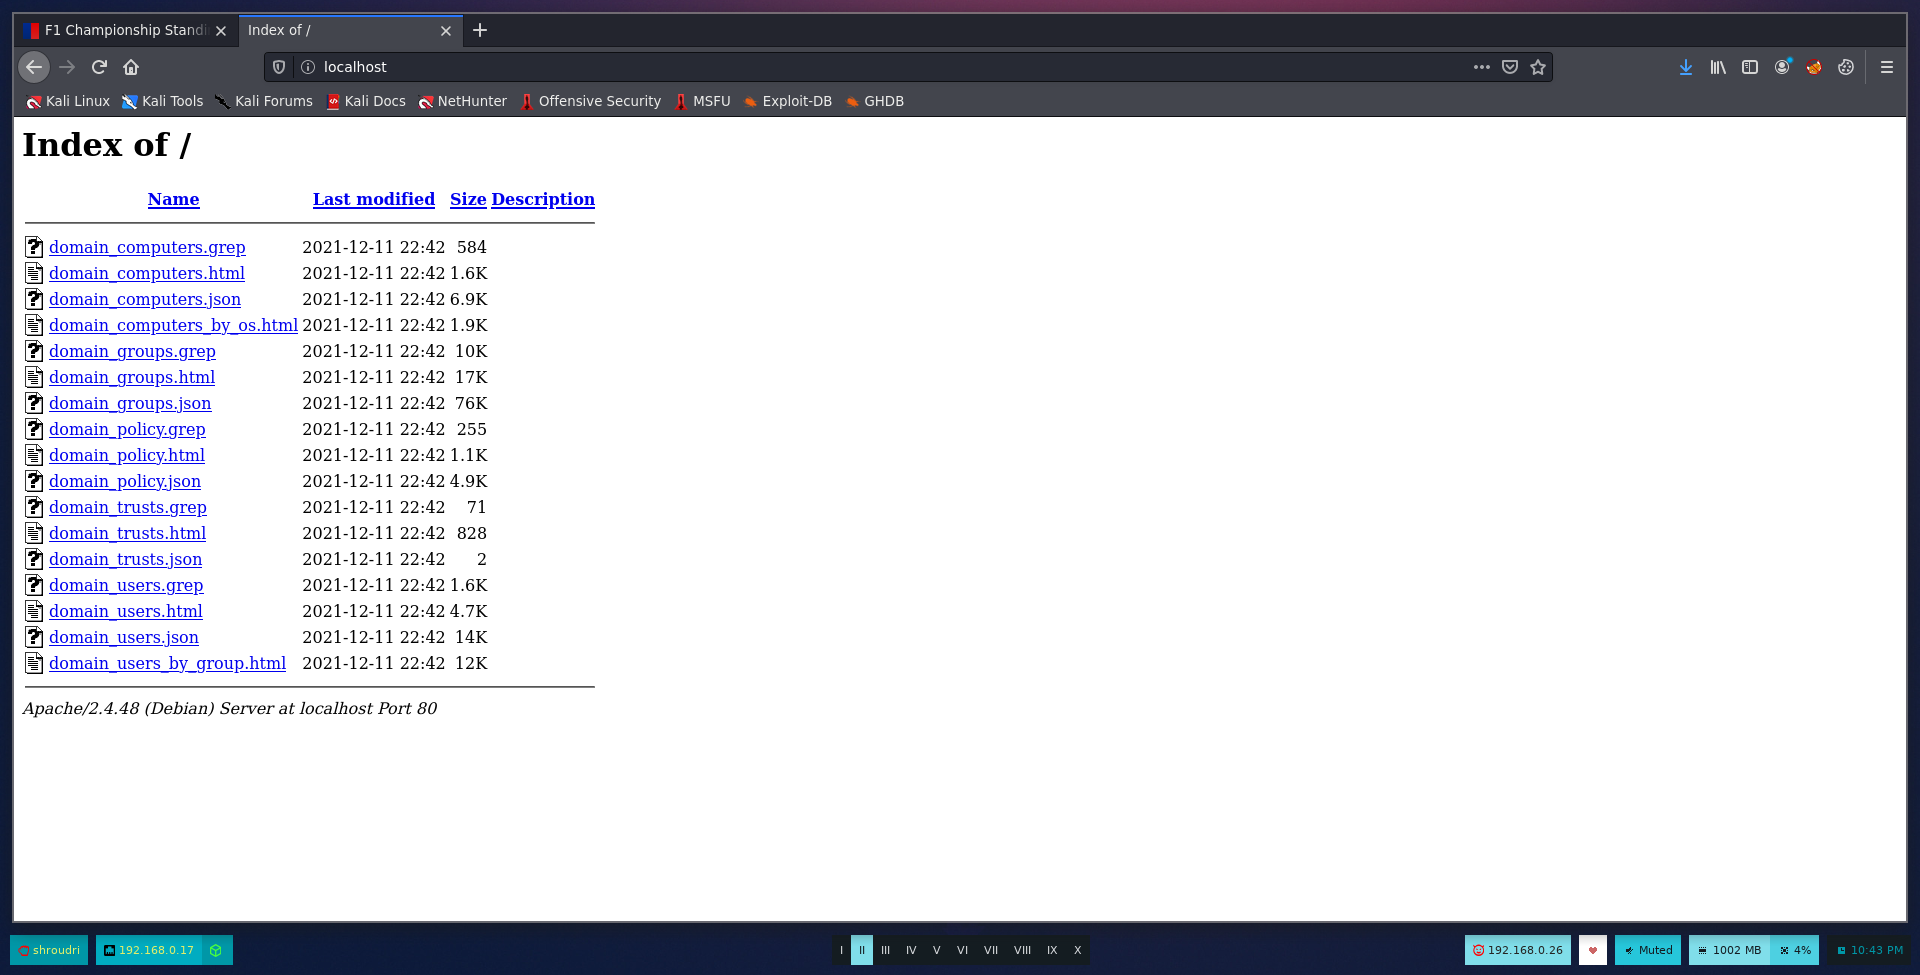 F1 Championship Standi
Index of /
localhost
Kali Linux Kali Tools Kali Forums Kali Docs NetHunter Offensive Security MSFU Exploit-DB GHDB
Index of /
Name Last modified Size Description
domain_computers.grep 2021-12-11 22:42 584
domain_computers.html 2021-12-11 22:42 1.6K
domain_computers.json 2021-12-11 22:42 6.9K
domain_computers_by_os.html 2021-12-11 22:42 1.9K
domain_groups.grep 2021-12-11 22:42 10K
domain_groups.html 2021-12-11 22:42 17K
domain_groups.json 2021-12-11 22:42 76K
domain_policy.grep 2021-12-11 22:42 255
domain_policy.html 2021-12-11 22:42 1.1K
domain_policy.json 2021-12-11 22:42 4.9K
domain_trusts.grep 2021-12-11 22:42 71
domain_trusts.html 2021-12-11 22:42 828
domain_trusts.json 2021-12-11 22:42 2
domain_users.grep 2021-12-11 22:42 1.6K
domain_users.html 2021-12-11 22:42 4.7K
domain_users.json 2021-12-11 22:42 14K
domain_users_by_group.html 2021-12-11 22:42 12K
Apache/2.4.48 (Debian) Server at localhost Port 80
shroudri 192.168.0.17 I II III IV V VI VII VIII IX X 192.168.0.26 Muted 1002 MB 4% 10:43 PM